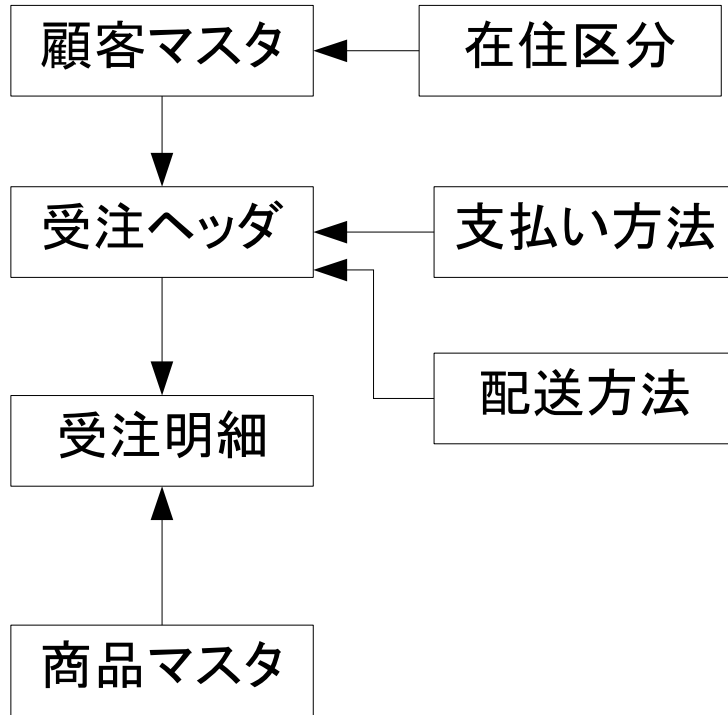 顧客マスタ
在住区分
受注ヘッダ
支払い方法
配送方法
受注明細
商品マスタ